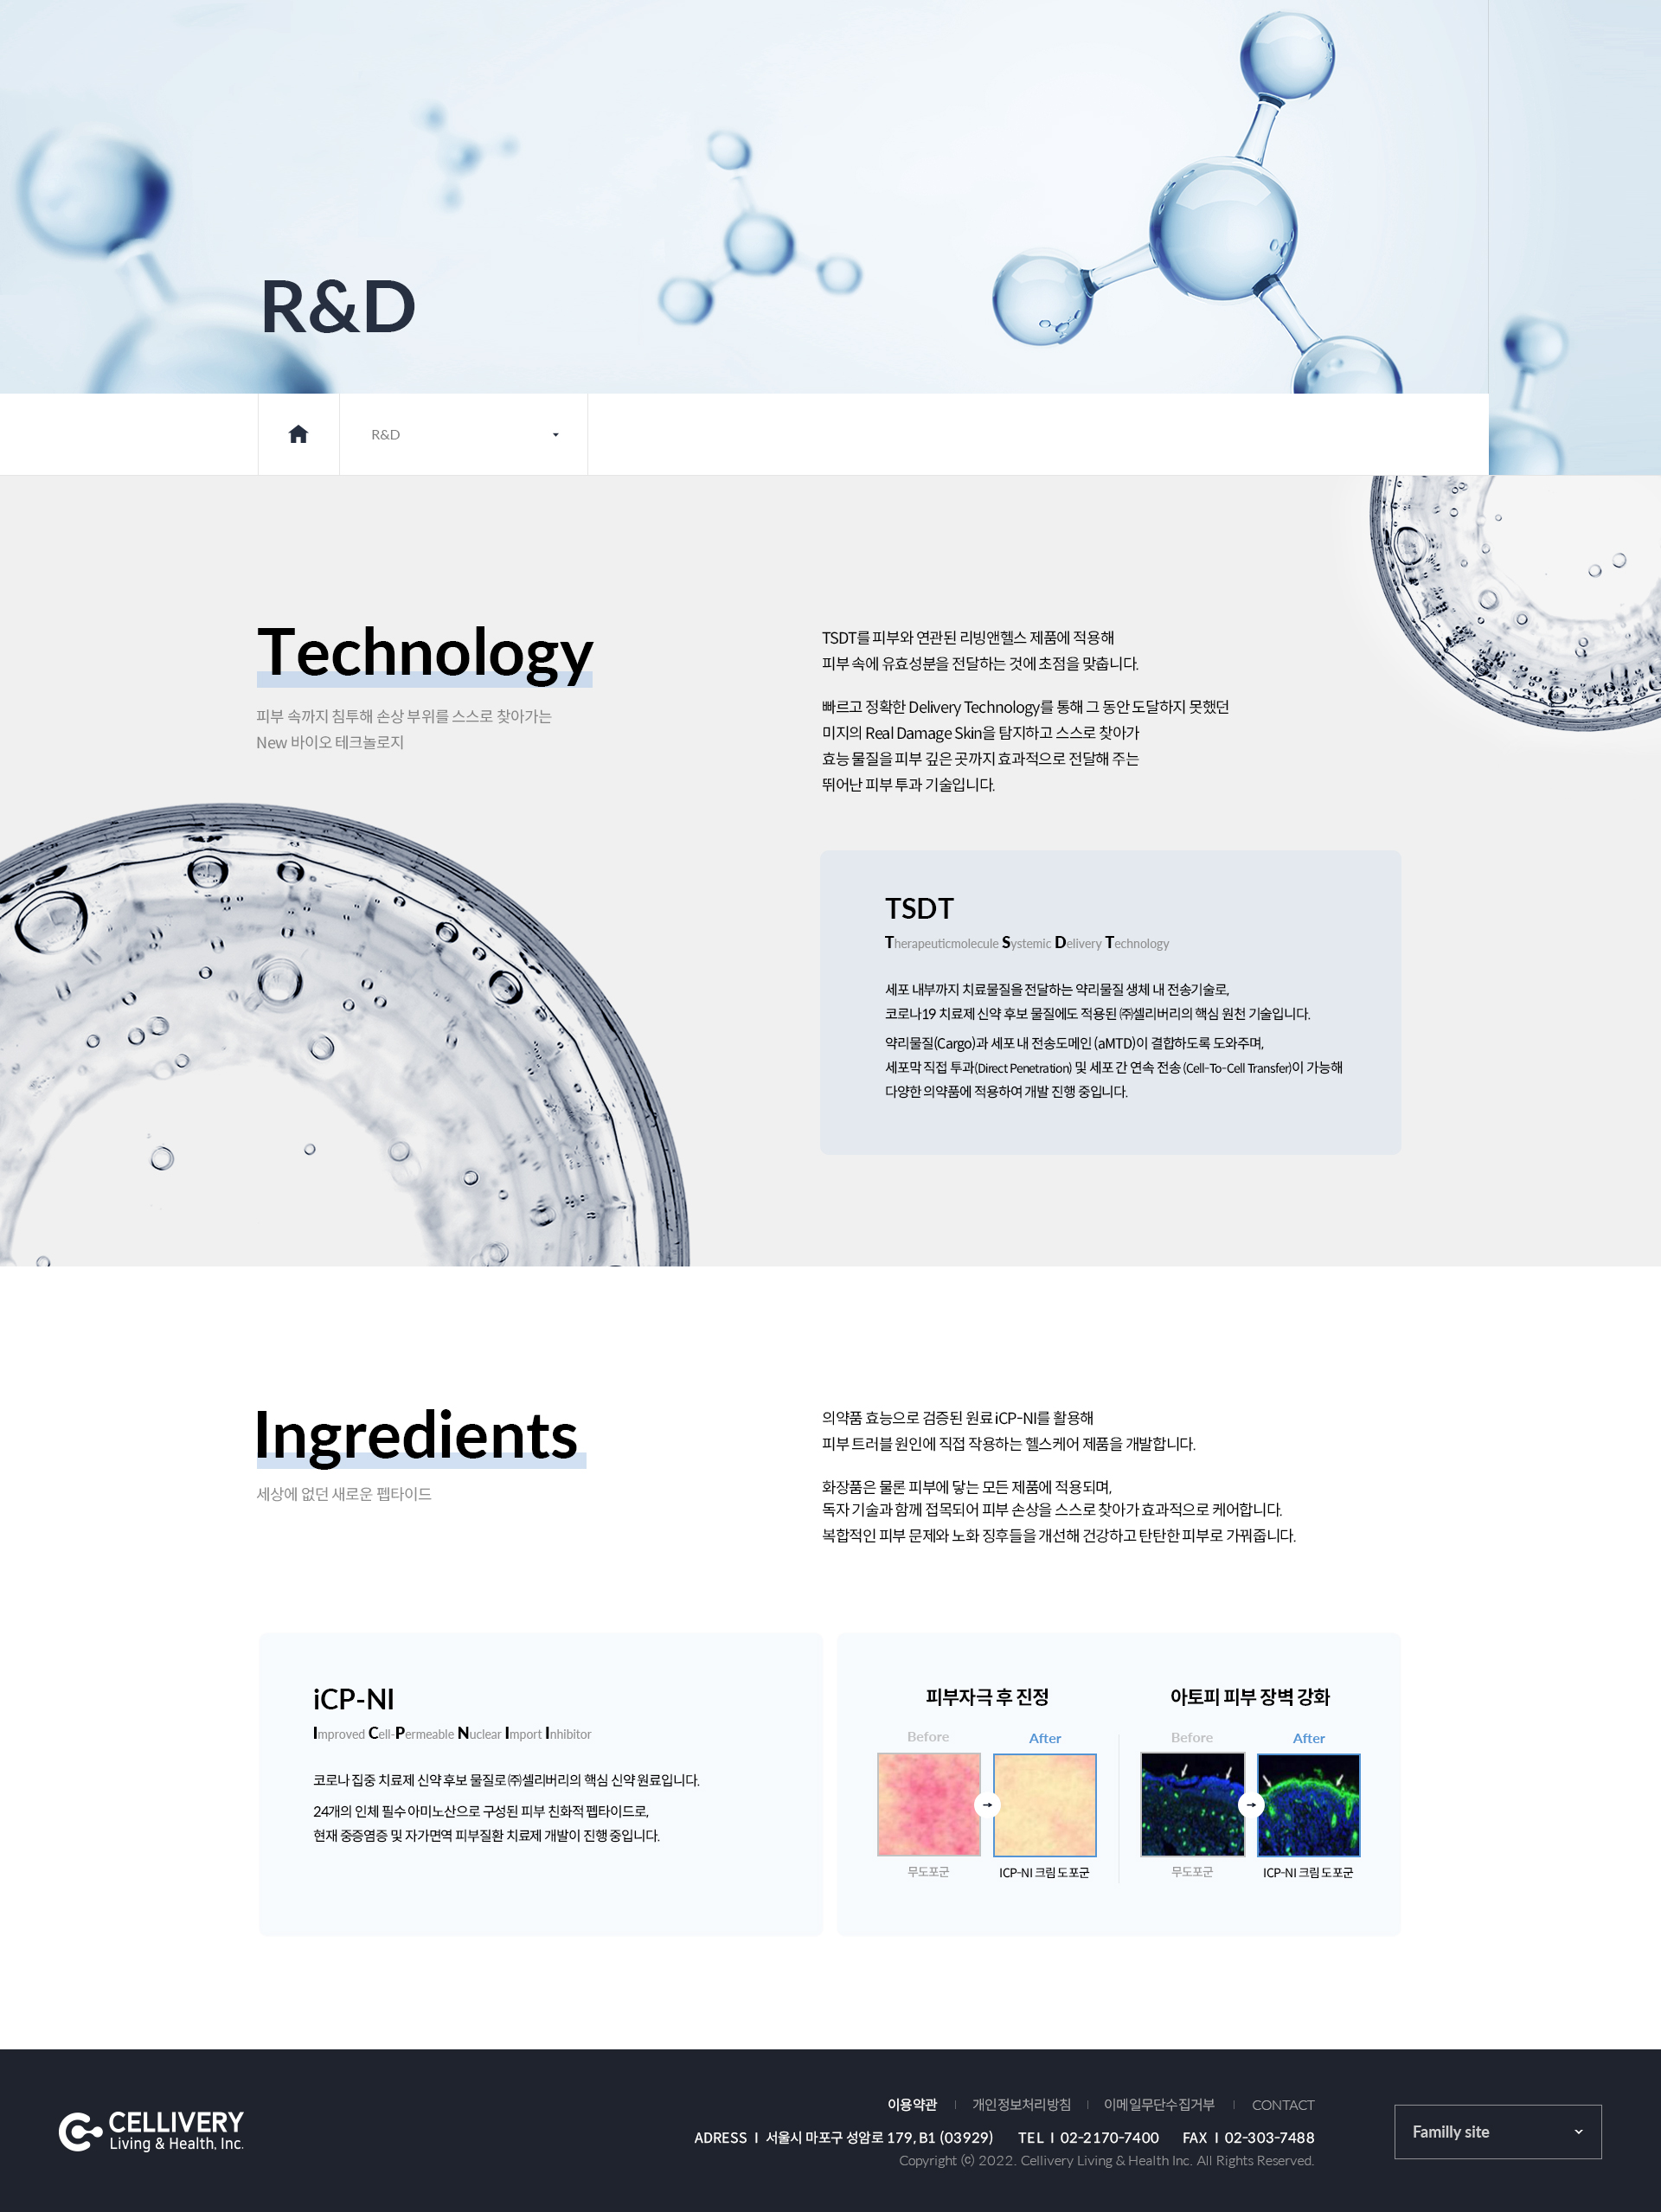 R&D
R&D
Technology
피부 속까지 침투해 손상 부위를 스스로 찾아가는
New 바이오 테크놀로지
TSDT를 피부와 연관된 리빙앤헬스 제품에 적용해
피부 속에 유효성분을 전달하는 것에 초점을 맞춥니다.
빠르고 정확한 Delivery Technology를 통해 그 동안 도달하지 못했던
미지의 Real Damage Skin을 탐지하고 스스로 찾아가
효능 물질을 피부 깊은 곳까지 효과적으로 전달해 주는
뛰어난 피부 투과 기술입니다.
TSDT
Therapeuticmolecule Systemic Delivery Technology
세포 내부까지 치료물질을 전달하는 약리물질 생체 내 전송기술로,
코로나19 치료제 신약 후보 물질에도 적용된 ㈜셀리버리의 핵심 원천 기술입니다.
약리물질(Cargo)과 세포 내 전송도메인 (aMTD)이 결합하도록 도와주며,
세포막 직접 투과(Direct Penetration) 및 세포 간 연속 전송 (Cell-To-Cell Transfer)이 가능해
다양한 의약품에 적용하여 개발 진행 중입니다.
Ingredients
세상에 없던 새로운 펩타이드
의약품 효능으로 검증된 원료 iCP-NI를 활용해
피부 트러블 원인에 직접 작용하는 헬스케어 제품을 개발합니다.
화장품은 물론 피부에 닿는 모든 제품에 적용되며,
독자 기술과 함께 접목되어 피부 손상을 스스로 찾아가 효과적으로 케어합니다.
복합적인 피부 문제와 노화 징후들을 개선해 건강하고 탄탄한 피부로 가꿔줍니다.
iCP-NI
Improved Cell-Permeable Nuclear Import Inhibitor
코로나 집중 치료제 신약 후보 물질로 ㈜셀리버리의 핵심 신약 원료입니다.
24개의 인체 필수 아미노산으로 구성된 피부 친화적 펩타이드로,
현재 중증염증 및 자가면역 피부질환 치료제 개발이 진행 중입니다.
피부자극 후 진정
Before After
무도포군 ICP-NI 크림 도포군
아토피 피부 장벽 강화
Before After
무도포군 ICP-NI 크림 도포군
CELLIVERY
Living & Health, Inc.
이용약관 | 개인정보처리방침 | 이메일무단수집거부 | CONTACT
ADRESS | 서울시 마포구 성암로 179, B1 (03929) TEL | 02-2170-7400 FAX | 02-303-7488
Copyright ⓒ 2022. Cellivery Living & Health Inc. All Rights Reserved.
Familly site